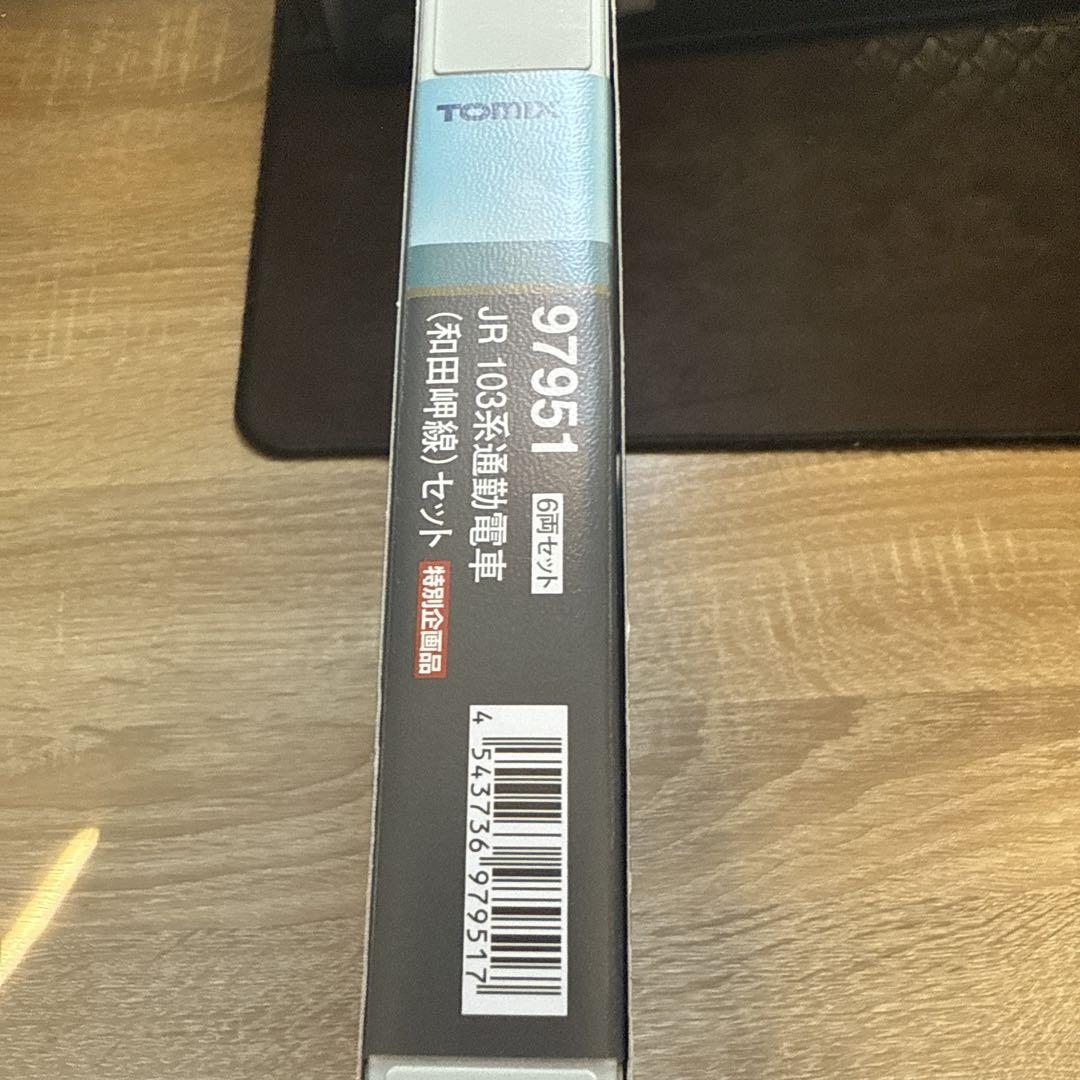 TOMIX
97951 6両セット
JR 103系通勤電車
(和田岬線)セット 特別企画品
4 543736 979517